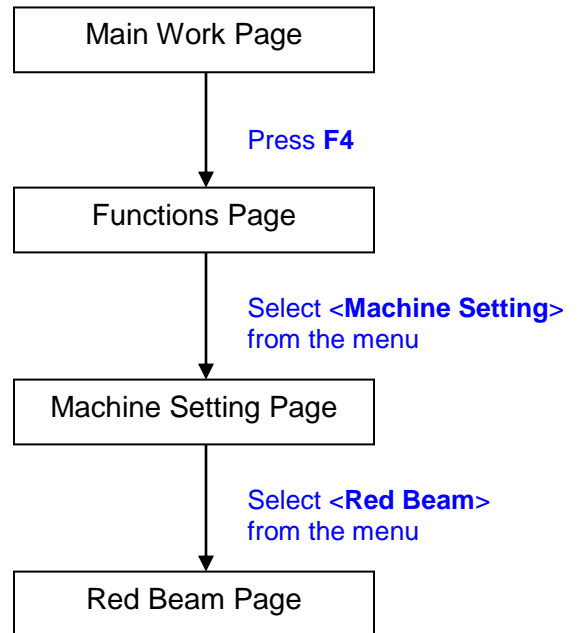 Main Work Page
Press F4
Functions Page
Select <Machine Setting>
from the menu
Machine Setting Page
Select <Red Beam>
from the menu
Red Beam Page